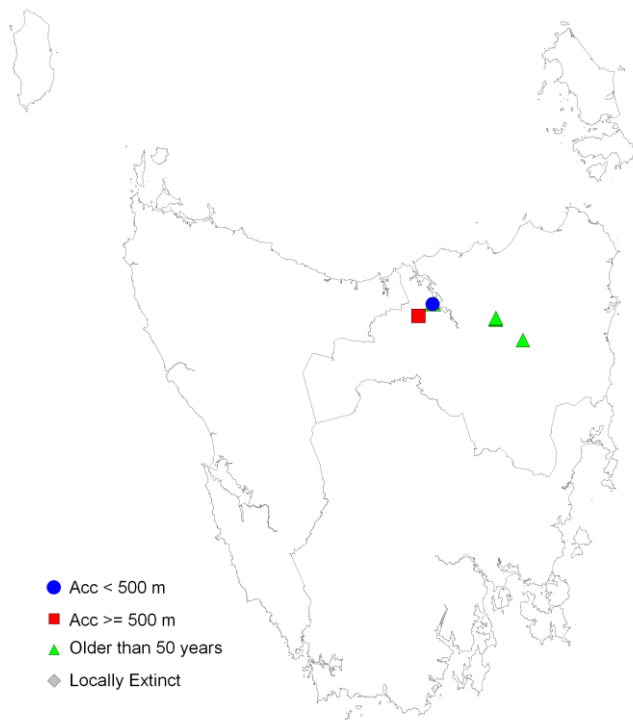 Acc < 500 m
Acc >= 500 m
Older than 50 years
Locally Extinct